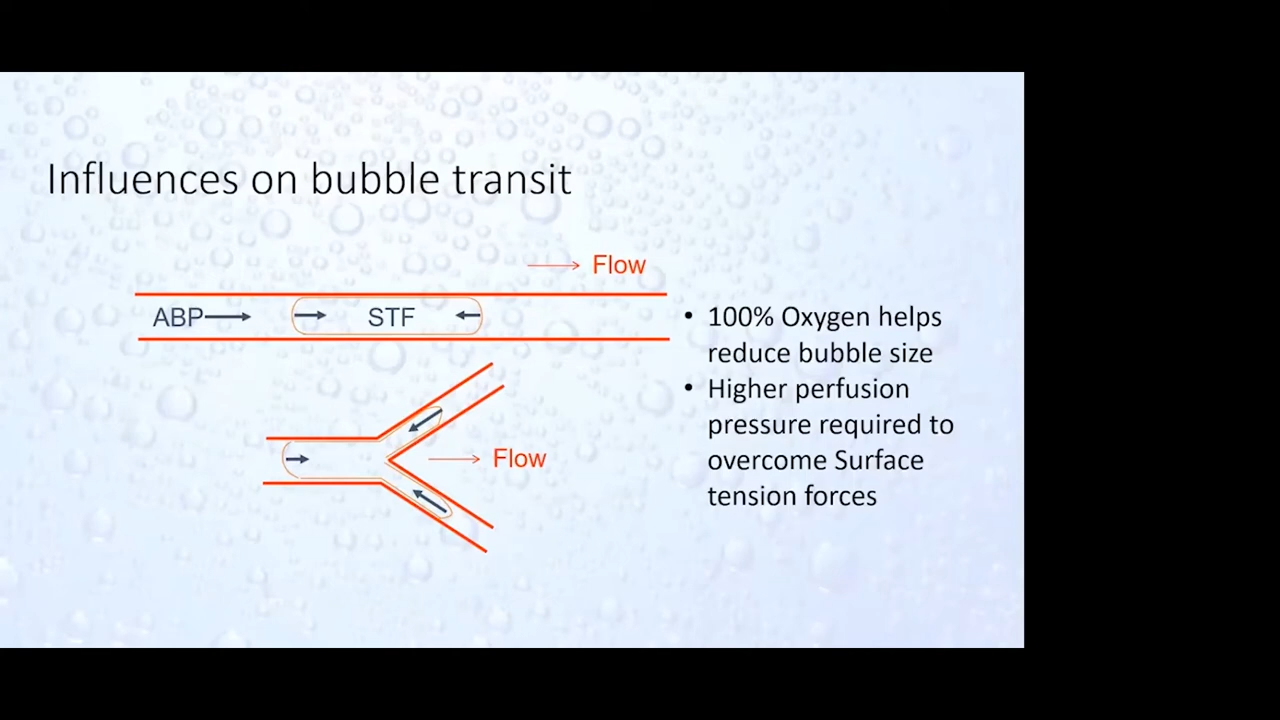 Influences on bubble transit
Flow
ABP
STF
Flow
• 100% Oxygen helps
reduce bubble size
• Higher perfusion
pressure required to
overcome Surface
tension forces